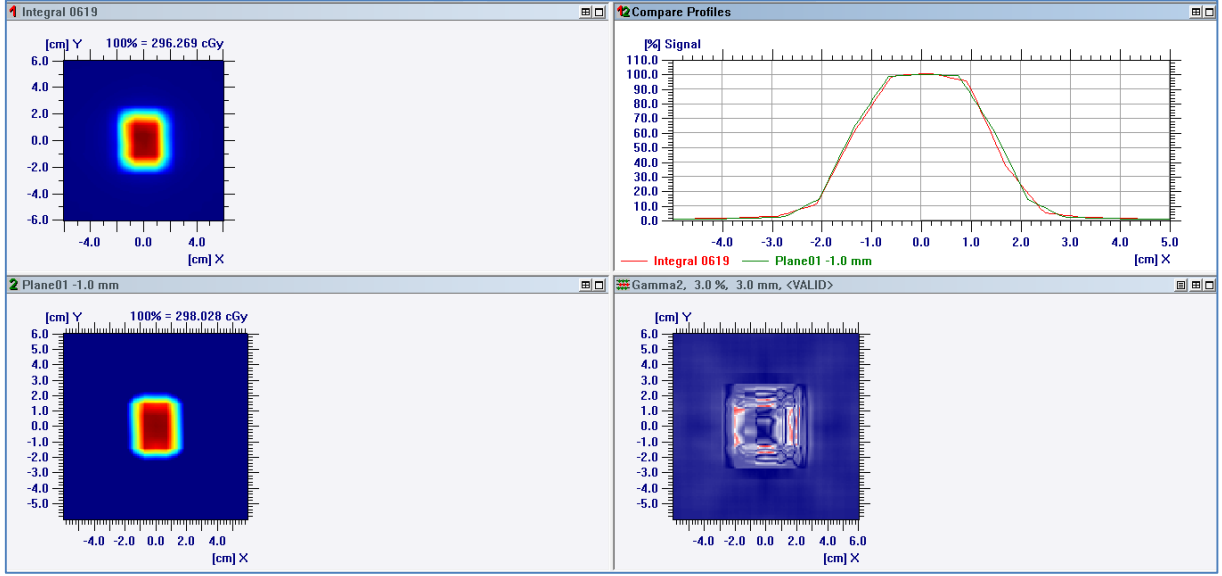 1 Integral 0619
[cm] Y 100% = 296.269 cGy
6.0
4.0
2.0
0.0
-2.0
-4.0
-6.0
-4.0 0.0 4.0
[cm] X
12 Compare Profiles
[%] Signal
110.0
100.0
90.0
80.0
70.0
60.0
50.0
40.0
30.0
20.0
10.0
0.0
-4.0 -3.0 -2.0 -1.0 0.0 1.0 2.0 3.0 4.0 5.0
Integral 0619 Plane01 -1.0 mm [cm] X
2 Plane01 -1.0 mm
[cm] Y 100% = 298.028 cGy
6.0
5.0
4.0
3.0
2.0
1.0
0.0
-1.0
-2.0
-3.0
-4.0
-5.0
-4.0 -2.0 0.0 2.0 4.0
[cm] X
Gamma2, 3.0 %, 3.0 mm, <VALID>
[cm] Y
6.0
5.0
4.0
3.0
2.0
1.0
0.0
-1.0
-2.0
-3.0
-4.0
-5.0
-4.0 -2.0 0.0 2.0 4.0 6.0
[cm] X